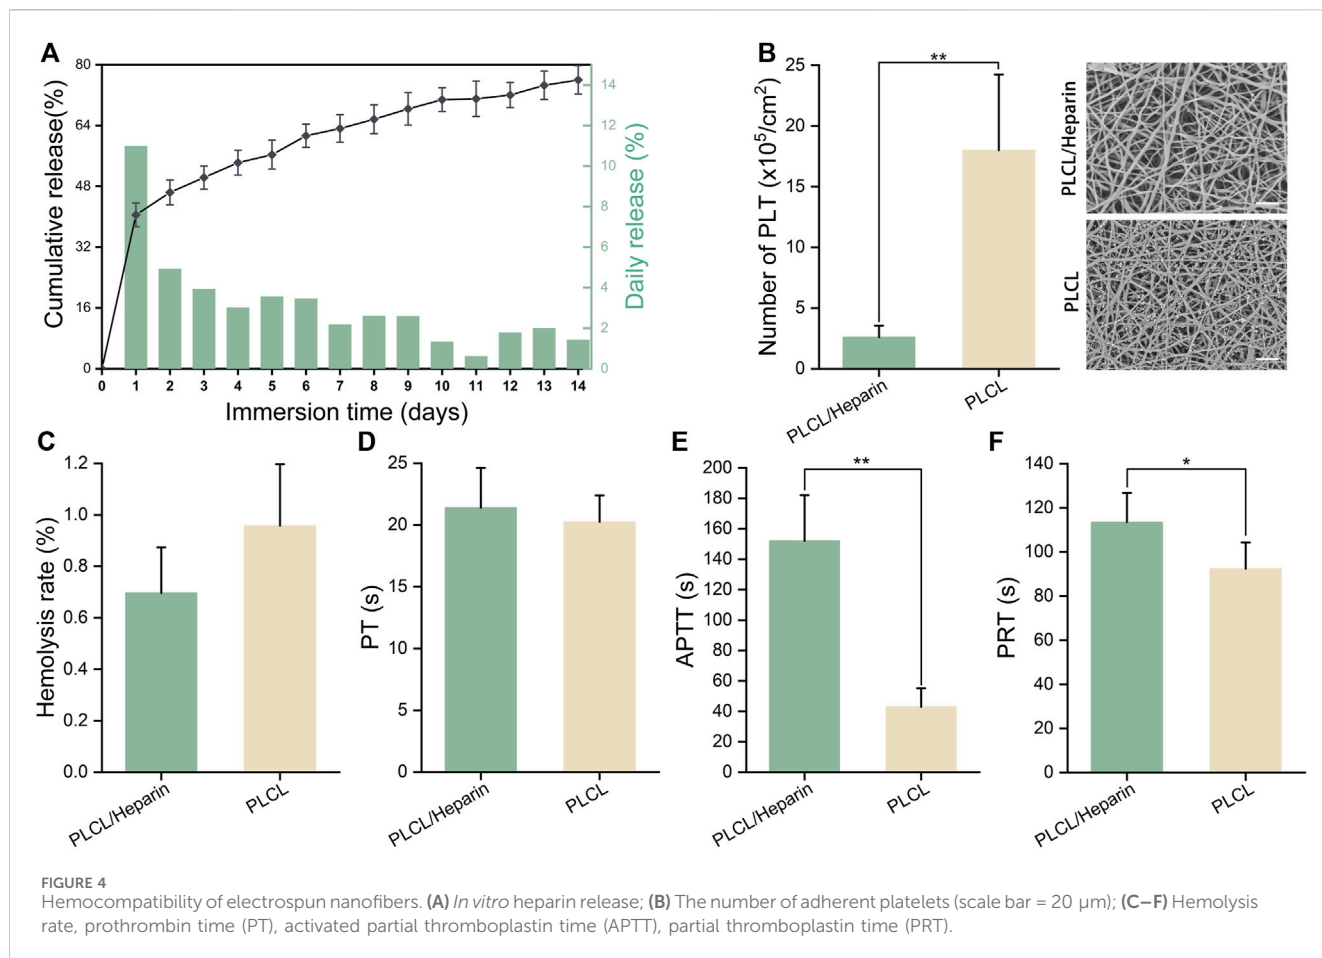 A
80
64
48
32
16
0
Cumulative release(%)
14
12
10
8
6
4
2
0
Daily release (%)
0 1 2 3 4 5 6 7 8 9 10 11 12 13 14
Immersion time (days)
B
25
20
15
10
5
0
Number of PLT (x10⁵/cm²)
**
PLCL/Heparin
PLCL
PLCL/Heparin
PLCL
C
1.2
1.0
0.8
0.6
0.4
0.2
0.0
Hemolysis rate (%)
PLCL/Heparin
PLCL
D
25
20
15
10
5
0
PT (s)
PLCL/Heparin
PLCL
E
200
180
160
140
120
100
80
60
40
20
0
APTT (s)
**
PLCL/Heparin
PLCL
F
140
120
100
80
60
40
20
0
PRT (s)
*
PLCL/Heparin
PLCL
FIGURE 4
Hemocompatibility of electrospun nanofibers. (A) In vitro heparin release; (B) The number of adherent platelets (scale bar = 20 μm); (C–F) Hemolysis
rate, prothrombin time (PT), activated partial thromboplastin time (APTT), partial thromboplastin time (PRT).